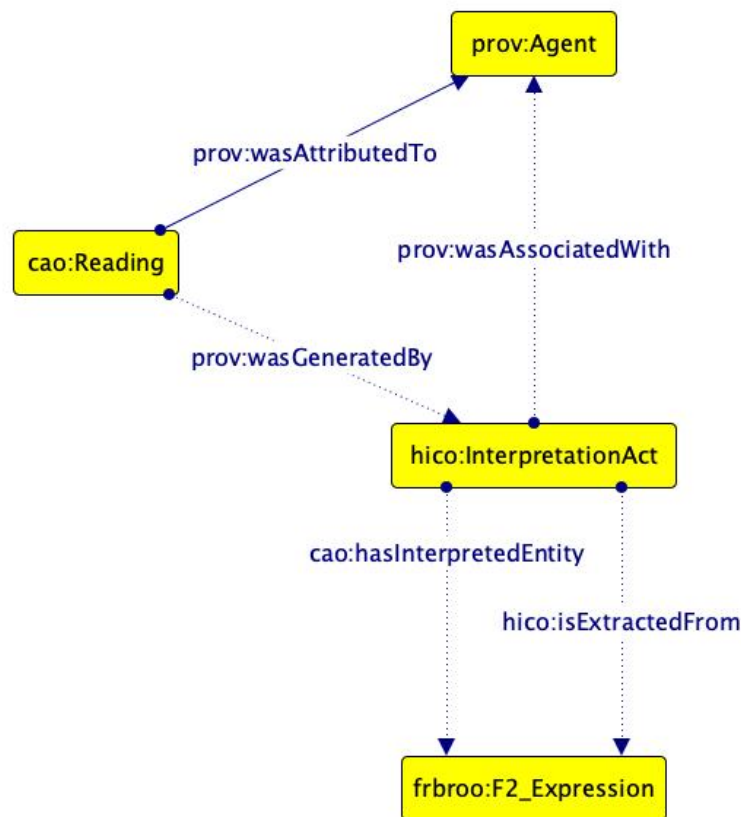 prov:Agent
prov:wasAttributedTo
prov:wasAssociatedWith
cao:Reading
prov:wasGeneratedBy
hico:InterpretationAct
cao:hasInterpretedEntity
hico:isExtractedFrom
frbroo:F2_Expression